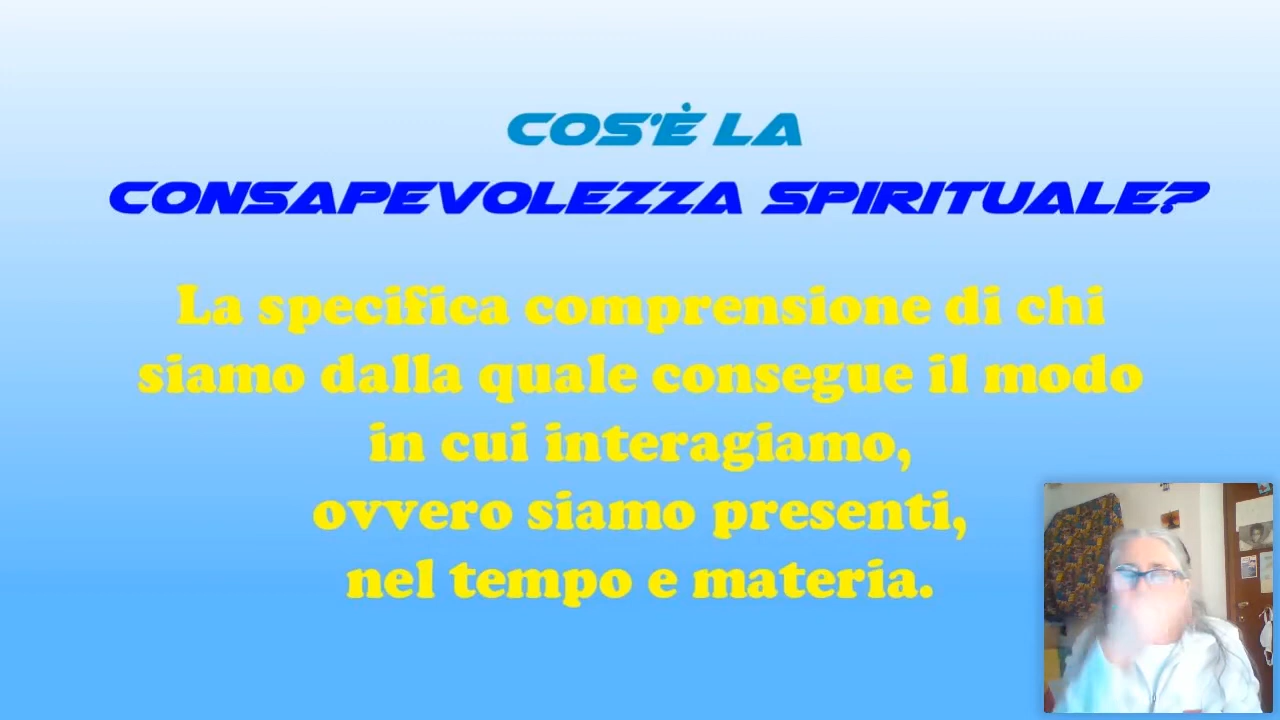 COS'È LA
CONSAPEVOLEZZA SPIRITUALE?
La specifica comprensione di chi
siamo dalla quale consegue il modo
in cui interagiamo,
ovvero siamo presenti,
nel tempo e materia.